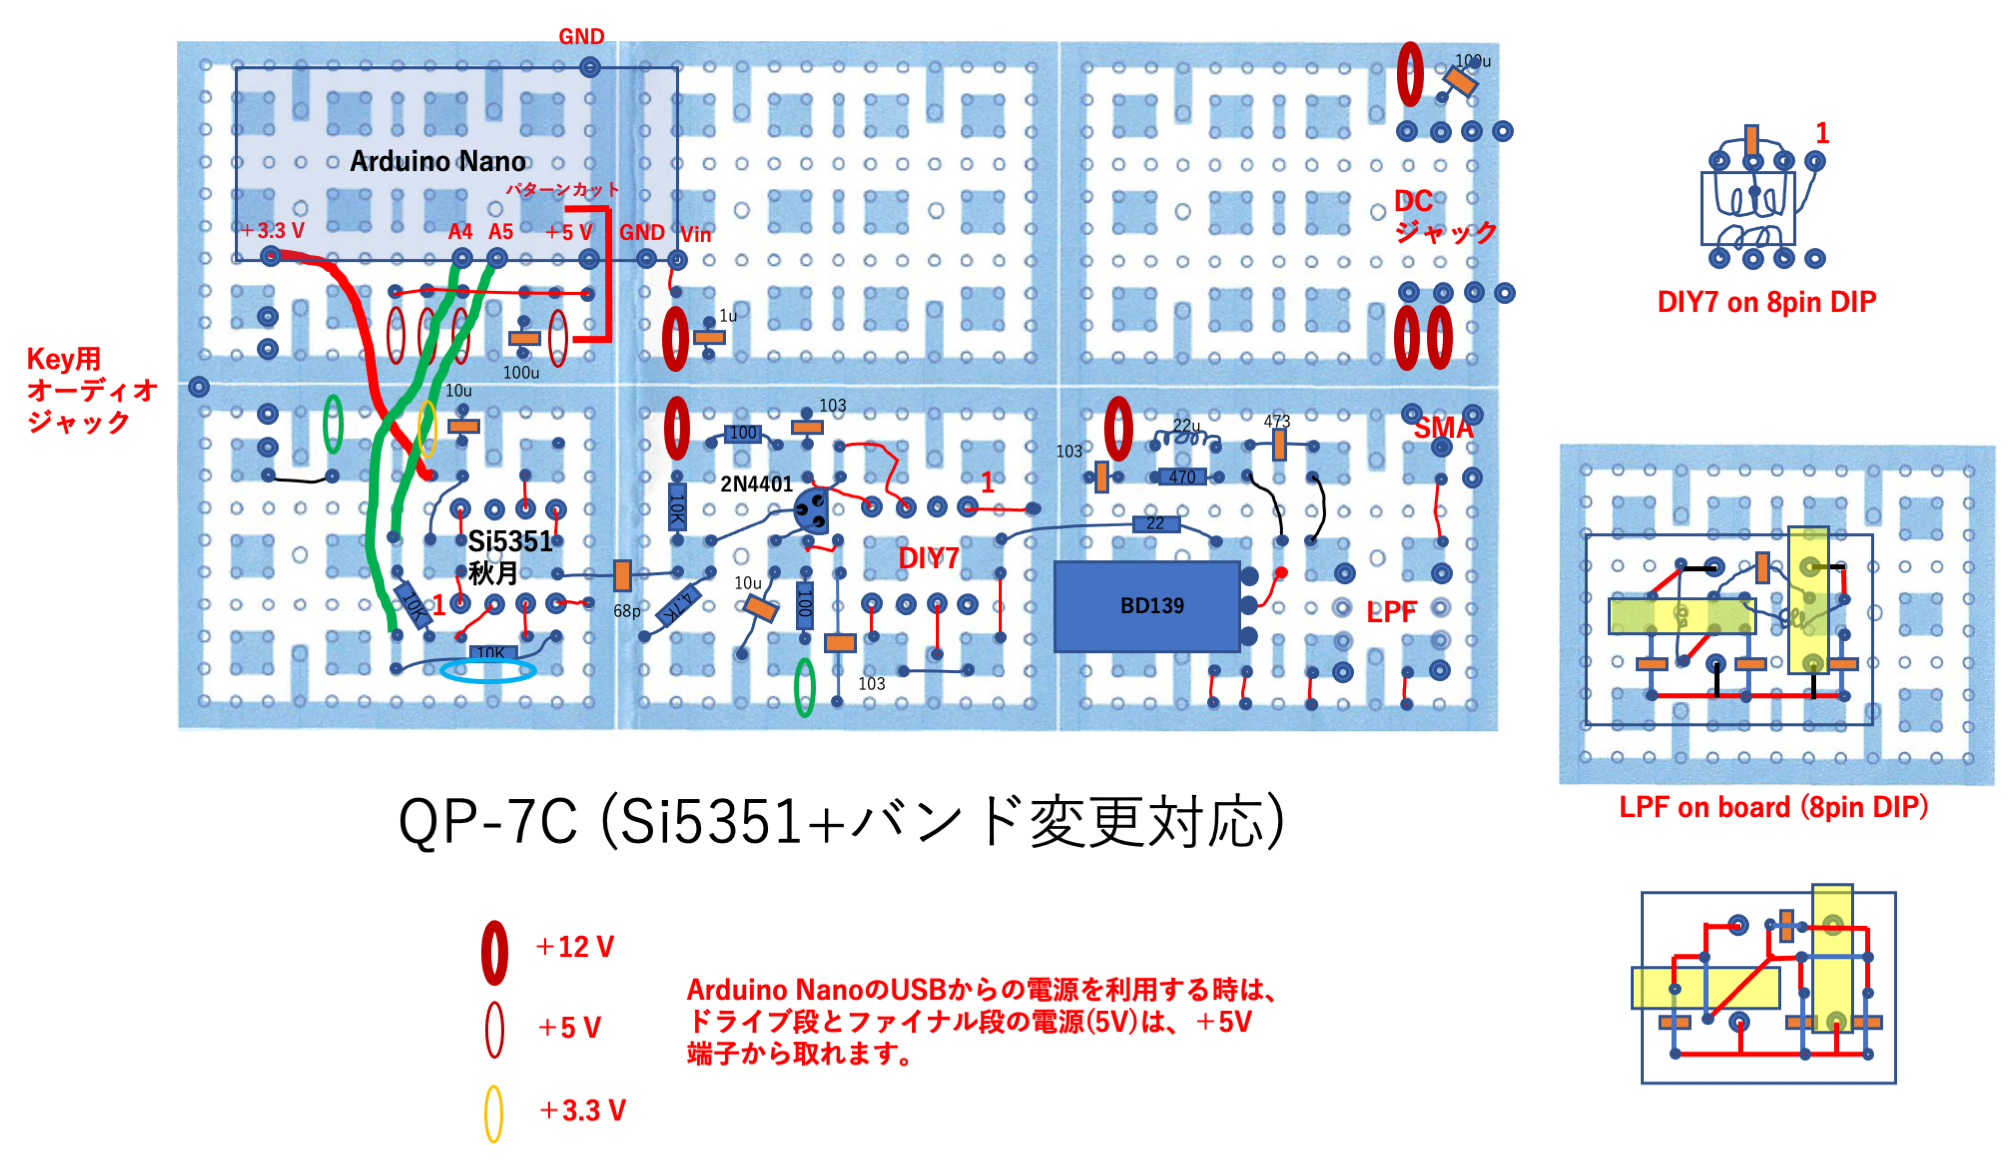 GND
100u
Arduino Nano
パターンカット
1
+3.3 V
A4
A5
+5 V
GND
Vin
DC
ジャック
DIY7 on 8pin DIP
1u
Key用
オーディオ
ジャック
100u
10u
103
100
22u
473
SMA
103
2N4401
470
1
10K
Si5351
秋月
22
DIY7
10K
1
68p
4.7K
10u
100
BD139
LPF
10K
103
LPF on board (8pin DIP)
QP-7C (Si5351+バンド変更対応)
+12 V
+5 V
+3.3 V
Arduino NanoのUSBからの電源を利用する時は、
ドライブ段とファイナル段の電源(5V)は、+5V
端子から取れます。